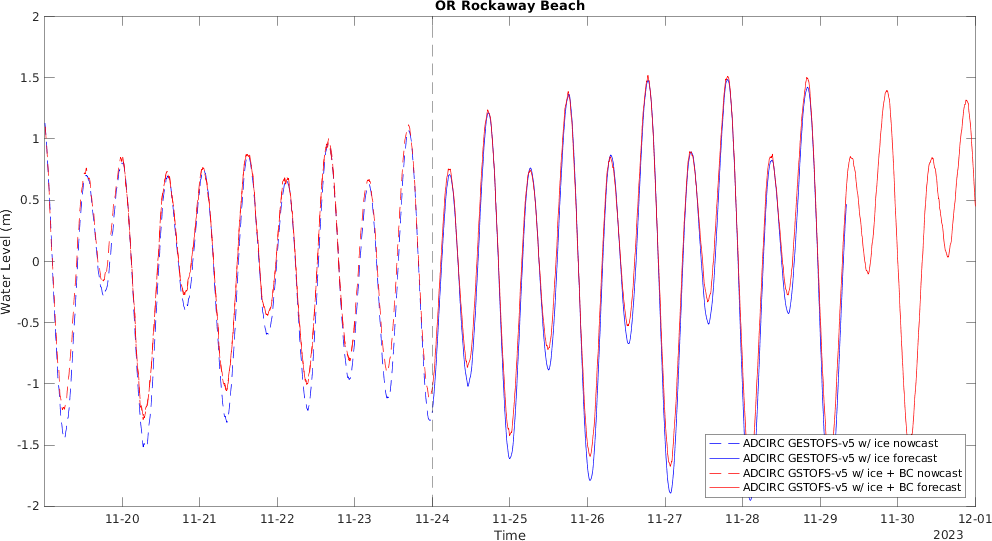 OR Rockaway Beach
2
1.5
1
0.5
0
-0.5
-1
-1.5
-2
Water Level (m)
ADCIRC GESTOFS-v5 w/ ice nowcast
ADCIRC GESTOFS-v5 w/ ice forecast
ADCIRC GSTOFS-v5 w/ ice + BC nowcast
ADCIRC GSTOFS-v5 w/ ice + BC forecast
11-20 11-21 11-22 11-23 11-24 11-25 11-26 11-27 11-28 11-29 11-30 12-01
Time
2023